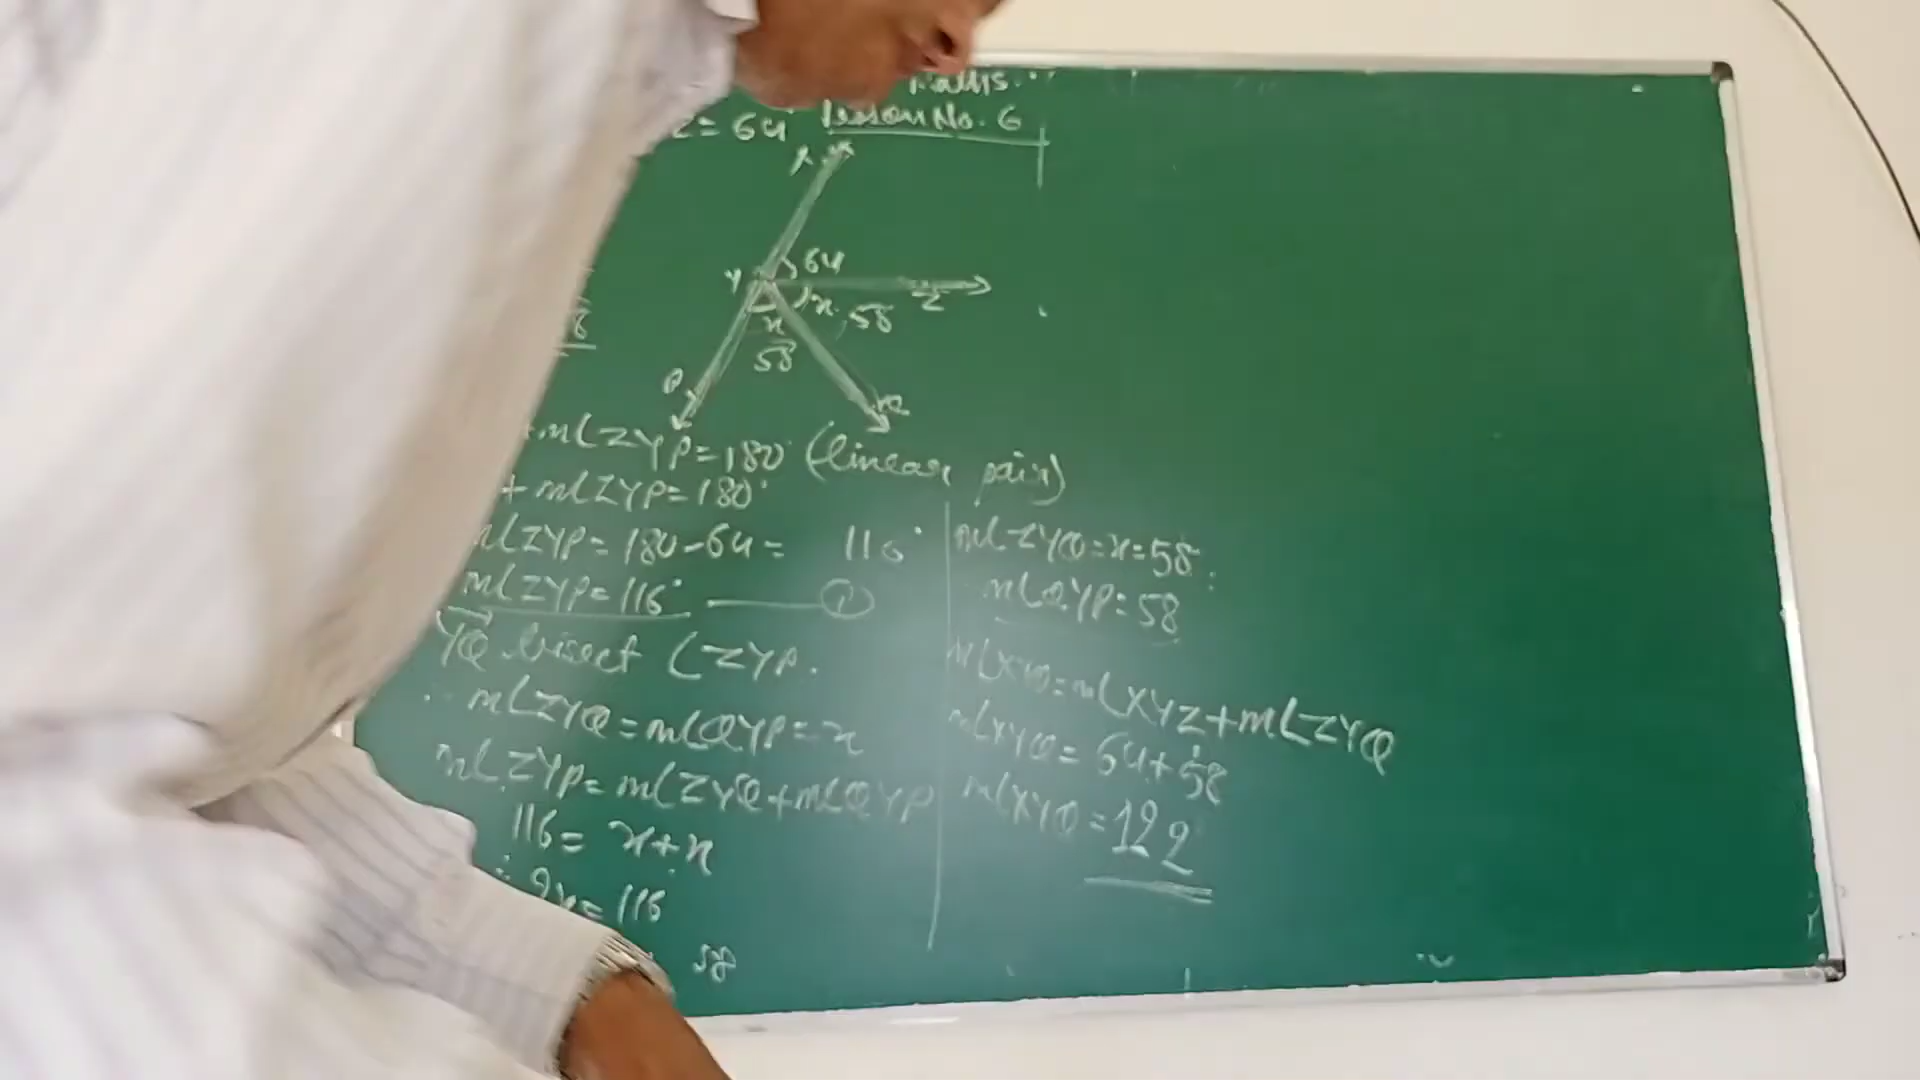 Maths.
Z = 64° Lesson No. 6
X
64
Y
Z
x 58
x
58
P
Q
8
+ m∠ZYP = 180° (linear pair)
+ m∠ZYP = 180°
m∠ZYP = 180 - 64 = 116°
m∠ZYP = 116° ——— ①
YQ bisect ∠ZYP.
∴ m∠ZYQ = m∠QYP = x
m∠ZYP = m∠ZYQ + m∠QYP
116 = x + x
∴ 2x = 116
58
m∠ZYQ = x = 58°
m∠QYP = 58
m∠XYQ = m∠XYZ + m∠ZYQ
m∠XYQ = 64 + 58
m∠XYQ = 122